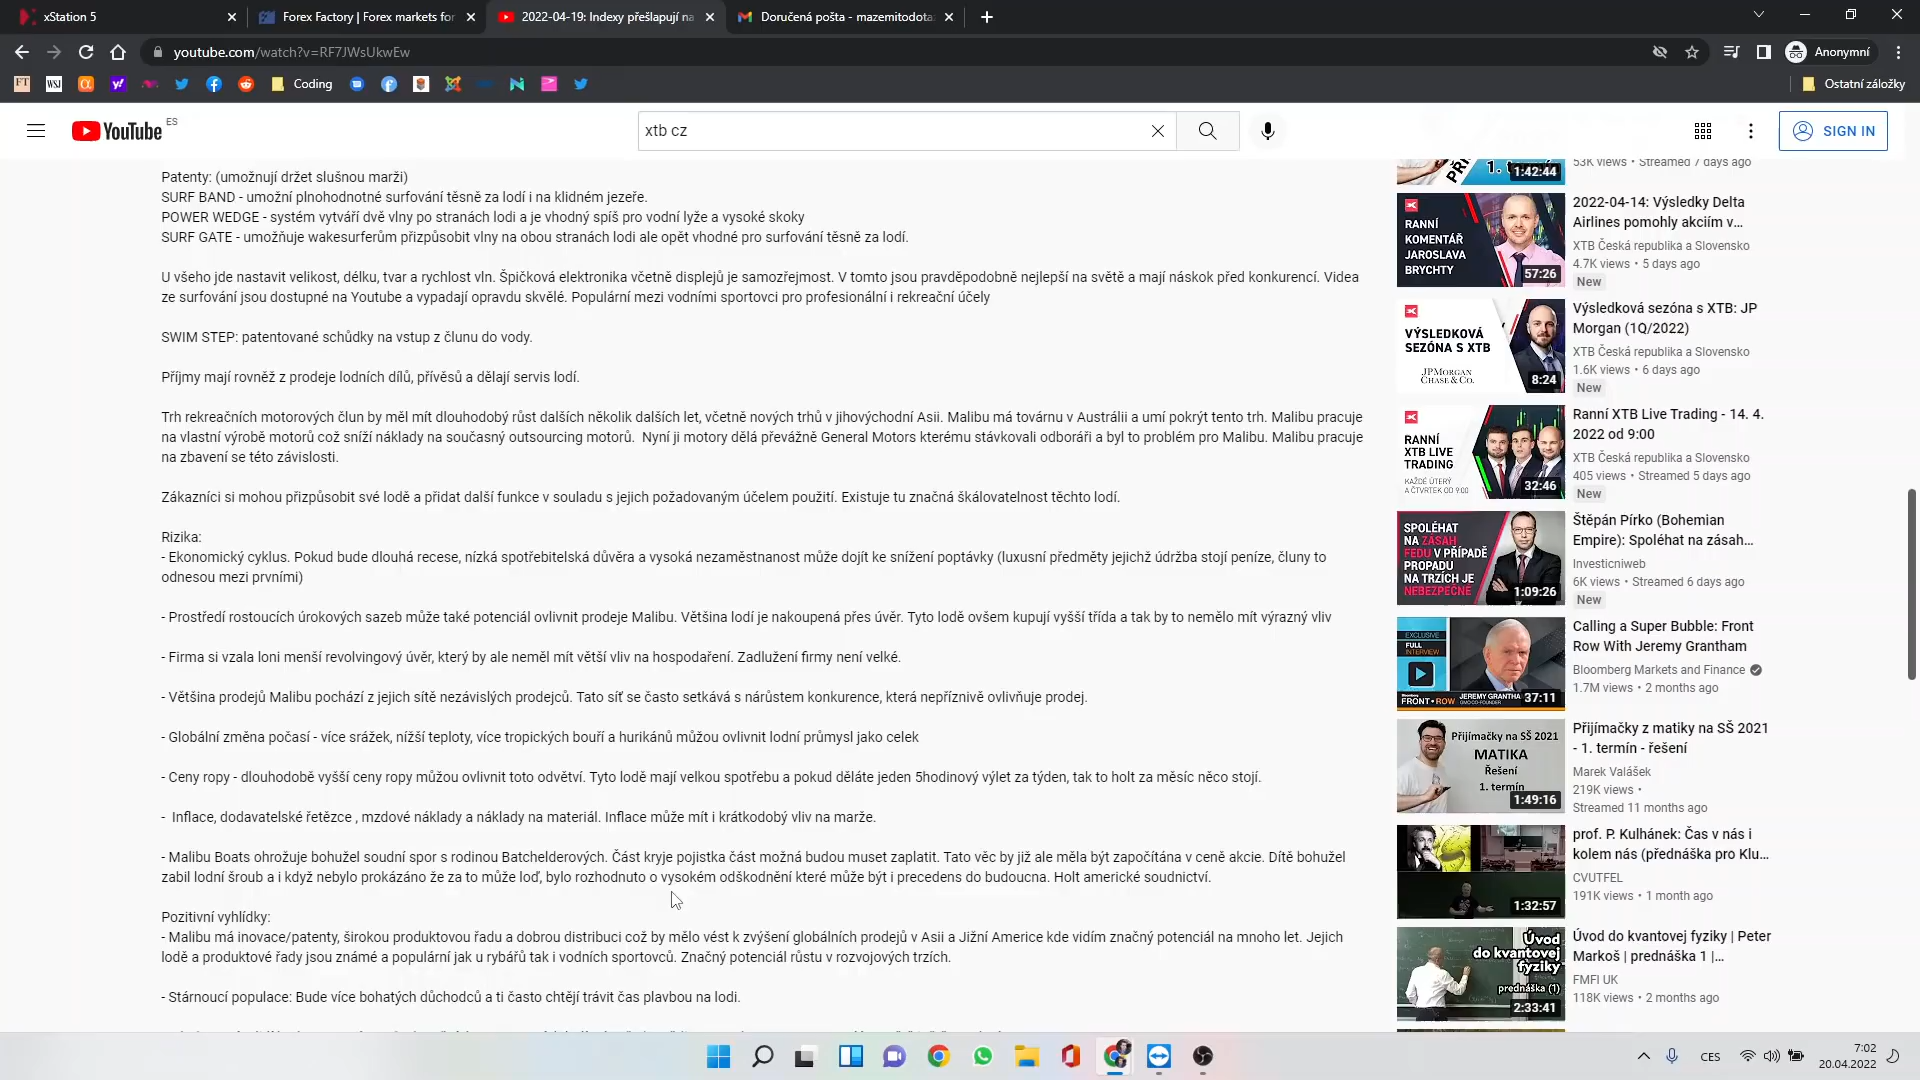 xStation 5
Forex Factory | Forex markets for
2022-04-19: Indexy přešlapují na
Doručená pošta - mazemitodota
youtube.com/watch?v=RF7JWsUkwEw
Anonymní
FT
WSJ
Coding
Ostatní záložky
YouTube ES
xtb cz
SIGN IN
Patenty: (umožnují držet slušnou marži)
SURF BAND - umožní plnohodnotné surfování těsně za lodí i na klidném jezeře.
POWER WEDGE - systém vytváří dvě vlny po stranách lodi a je vhodný spíš pro vodní lyže a vysoké skoky
SURF GATE - umožňuje wakesurferům přizpůsobit vlny na obou stranách lodi ale opět vhodné pro surfování těsně za lodí.
U všeho jde nastavit velikost, délku, tvar a rychlost vln. Špičková elektronika včetně displejů je samozřejmost. V tomto jsou pravděpodobně nejlepší na světě a mají náskok před konkurencí. Videa
ze surfování jsou dostupné na Youtube a vypadají opravdu skvělé. Populární mezi vodními sportovci pro profesionální i rekreační účely
SWIM STEP: patentované schůdky na vstup z člunu do vody.
Příjmy mají rovněž z prodeje lodních dílů, přívěsů a dělají servis lodí.
Trh rekreačních motorových člun by měl mít dlouhodobý růst dalších několik dalších let, včetně nových trhů v jihovýchodní Asii. Malibu má továrnu v Austrálii a umí pokrýt tento trh. Malibu pracuje
na vlastní výrobě motorů což sníží náklady na současný outsourcing motorů. Nyní ji motory dělá převážně General Motors kterému stávkovali odboráři a byl to problém pro Malibu. Malibu pracuje
na zbavení se této závislosti.
Zákazníci si mohou přizpůsobit své lodě a přidat další funkce v souladu s jejich požadovaným účelem použití. Existuje tu značná škálovatelnost těchto lodí.
Rizika:
- Ekonomický cyklus. Pokud bude dlouhá recese, nízká spotřebitelská důvěra a vysoká nezaměstnanost může dojít ke snížení poptávky (luxusní předměty jejichž údržba stojí peníze, čluny to
odnesou mezi prvními)
- Prostředí rostoucích úrokových sazeb může také potenciál ovlivnit prodeje Malibu. Většina lodí je nakoupená přes úvěr. Tyto lodě ovšem kupují vyšší třída a tak by to nemělo mít výrazný vliv
- Firma si vzala loni menší revolvingový úvěr, který by ale neměl mít větší vliv na hospodaření. Zadlužení firmy není velké.
- Většina prodejů Malibu pochází z jejich sítě nezávislých prodejců. Tato síť se často setkává s nárůstem konkurence, která nepříznivě ovlivňuje prodej.
- Globální změna počasí - více srážek, nížší teploty, více tropických bouří a hurikánů můžou ovlivnit lodní průmysl jako celek
- Ceny ropy - dlouhodobě vyšší ceny ropy můžou ovlivnit toto odvětví. Tyto lodě mají velkou spotřebu a pokud děláte jeden 5hodinový výlet za týden, tak to holt za měsíc něco stojí.
- Inflace, dodavatelské řetězce , mzdové náklady a náklady na materiál. Inflace může mít i krátkodobý vliv na marže.
- Malibu Boats ohrožuje bohužel soudní spor s rodinou Batchelderových. Část kryje pojistka část možná budou muset zaplatit. Tato věc by již ale měla být započítána v ceně akcie. Dítě bohužel
zabil lodní šroub a i když nebylo prokázáno že za to může loď, bylo rozhodnuto o vysokém odškodnění které může být i precedens do budoucna. Holt americké soudnictví.
Pozitivní vyhlídky:
- Malibu má inovace/patenty, širokou produktovou řadu a dobrou distribuci což by mělo vést k zvýšení globálních prodejů v Asii a Jižní Americe kde vidím značný potenciál na mnoho let. Jejich
lodě a produktové řady jsou známé a populární jak u rybářů tak i vodních sportovců. Značný potenciál růstu v rozvojových trzích.
- Stárnoucí populace: Bude více bohatých důchodců a ti často chtějí trávit čas plavbou na lodi.
1:42:44
53K views • Streamed 7 days ago
RANNÍ
KOMENTÁŘ
JAROSLAVA
BRYCHTY
57:26
2022-04-14: Výsledky Delta
Airlines pomohly akciím v...
XTB Česká republika a Slovensko
4.7K views • 5 days ago
New
VÝSLEDKOVÁ
SEZÓNA S XTB
JPMORGAN
CHASE & CO.
8:24
Výsledková sezóna s XTB: JP
Morgan (1Q/2022)
XTB Česká republika a Slovensko
1.6K views • 6 days ago
New
RANNÍ
XTB LIVE
TRADING
KAŽDÉ ÚTERÝ
A ČTVRTEK OD 9:00
32:46
Ranní XTB Live Trading - 14. 4.
2022 od 9:00
XTB Česká republika a Slovensko
405 views • Streamed 5 days ago
New
SPOLÉHAT
NA ZÁSAH
FEDU V PŘÍPADĚ
PROPADU
NA TRZÍCH JE
NEBEZPEČNÉ
1:09:26
Štěpán Pírko (Bohemian
Empire): Spoléhat na zásah...
Investicniweb
6K views • Streamed 6 days ago
New
EXCLUSIVE
FULL
INTERVIEW
FRONT ROW JEREMY GRANTHA
37:11
Calling a Super Bubble: Front
Row With Jeremy Grantham
Bloomberg Markets and Finance
1.7M views • 2 months ago
Přijímačky na SŠ 2021
MATIKA
Řešení
1. termín
1:49:16
Přijímačky z matiky na SŠ 2021
- 1. termín - řešení
Marek Valášek
219K views •
Streamed 11 months ago
1:32:57
prof. P. Kulhánek: Čas v nás i
kolem nás (přednáška pro Klu...
CVUTFEL
191K views • 1 month ago
Úvod
do kvantovej
fyziky
prednáška (1)
2:33:41
Úvod do kvantovej fyziky | Peter
Markoš | prednáška 1 |...
FMFI UK
118K views • 2 months ago
CES
7:02
20.04.2022